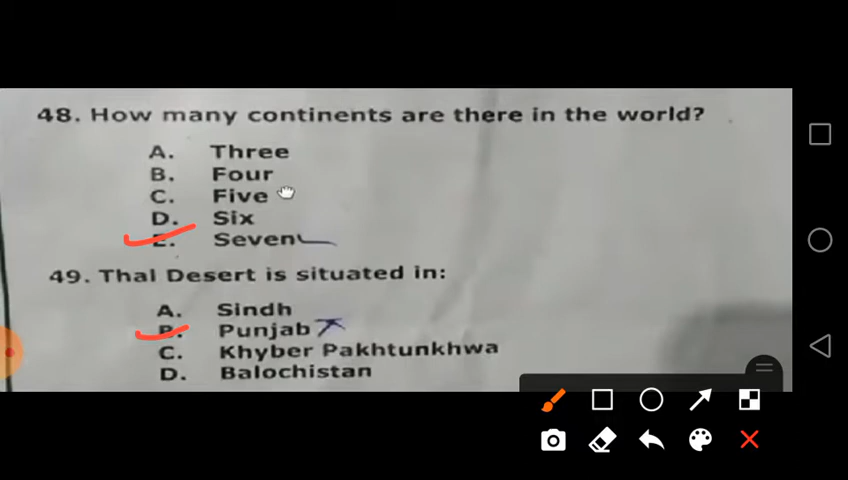 48. How many continents are there in the world?
A. Three
B. Four
C. Five
D. Six
E. Seven
49. Thal Desert is situated in:
A. Sindh
B. Punjab
C. Khyber Pakhtunkhwa
D. Balochistan